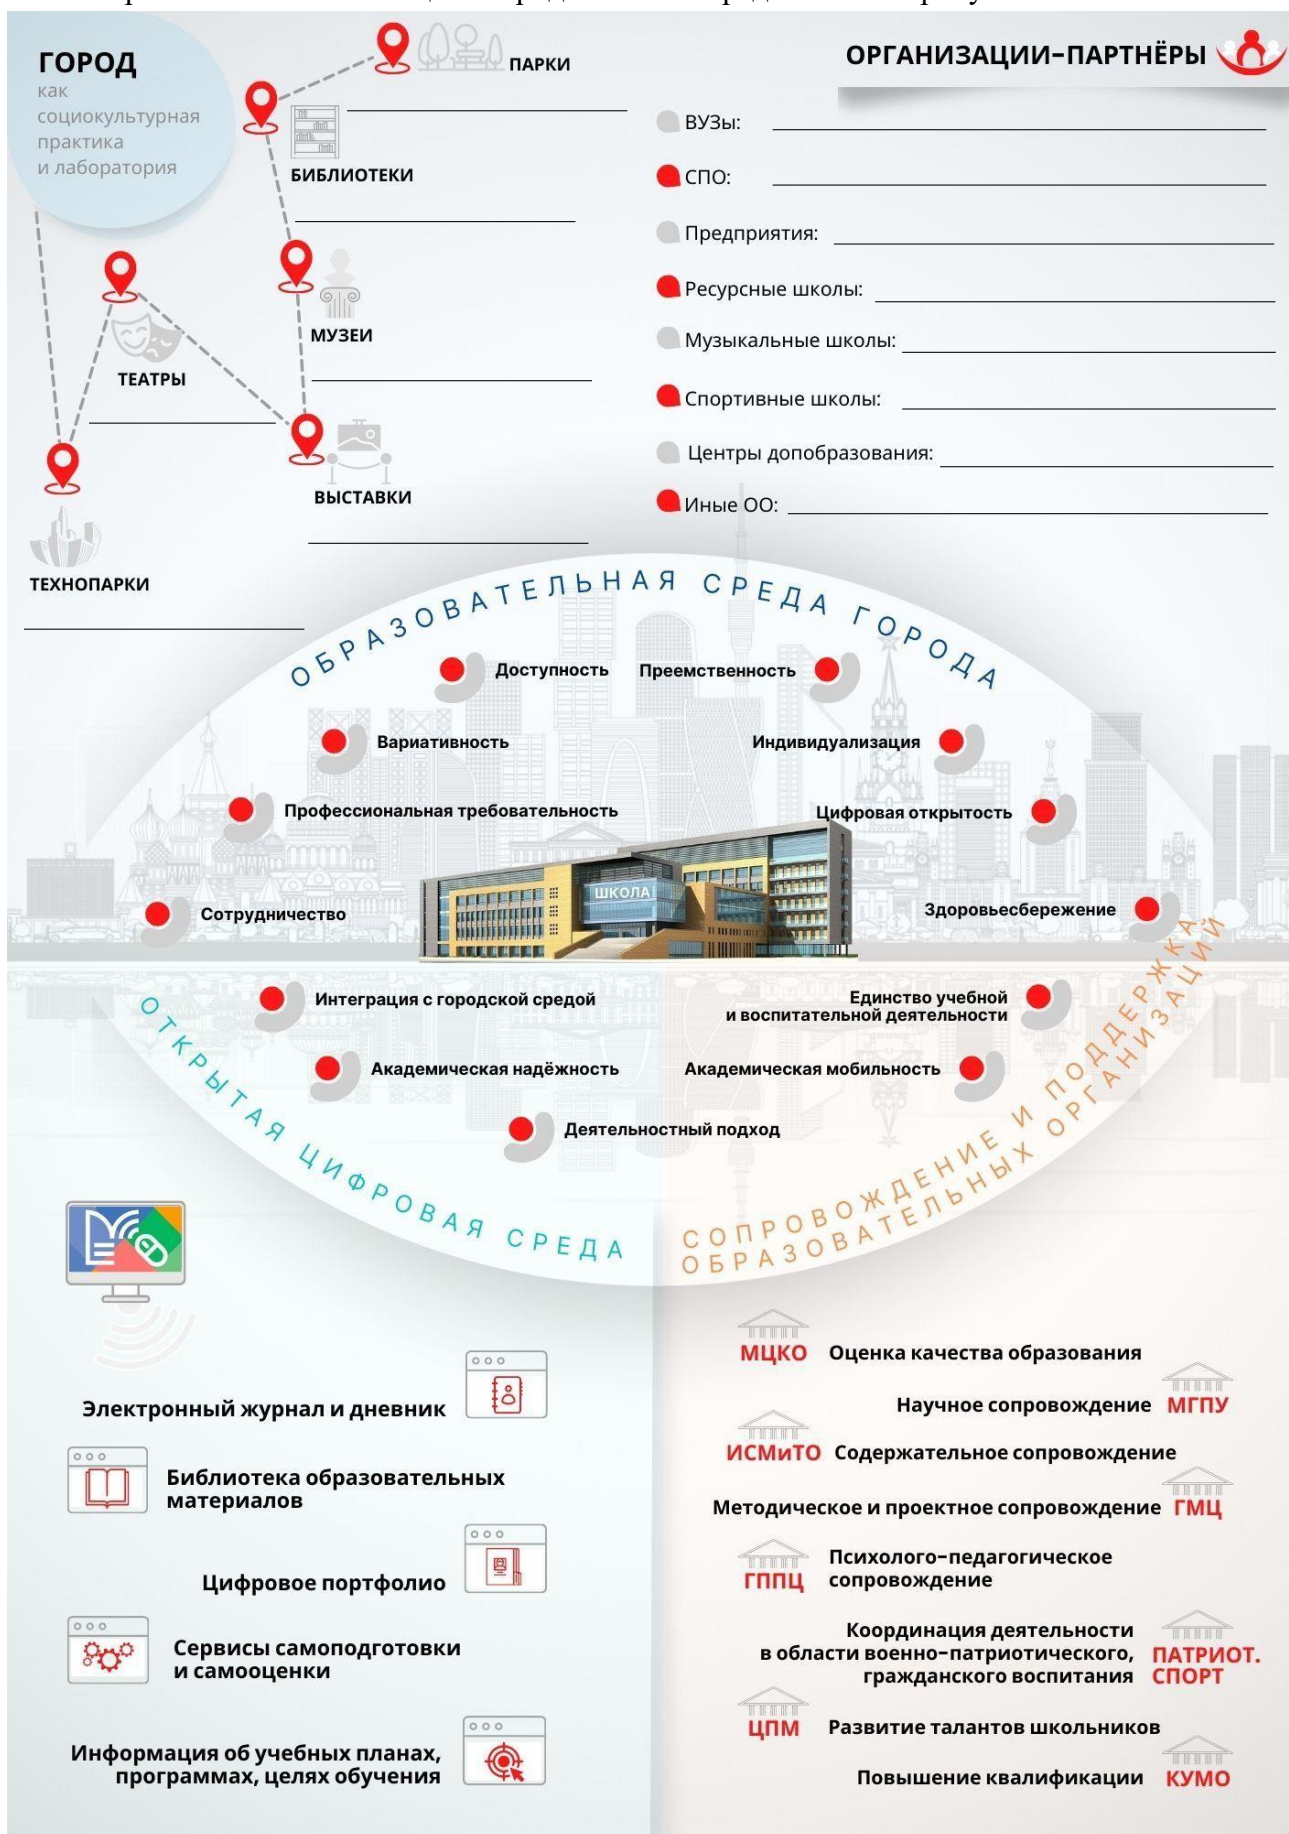 ГОРОД
как
социокультурная
практика
и лаборатория
ПАРКИ
БИБЛИОТЕКИ
МУЗЕИ
ТЕАТРЫ
ВЫСТАВКИ
ТЕХНОПАРКИ
ОРГАНИЗАЦИИ-ПАРТНЁРЫ
ВУЗы:
СПО:
Предприятия:
Ресурсные школы:
Музыкальные школы:
Спортивные школы:
Центры допобразования:
Иные ОО:
ОБРАЗОВАТЕЛЬНАЯ СРЕДА ГОРОДА
Доступность
Преемственность
Вариативность
Индивидуализация
Профессиональная требовательность
Цифровая открытость
ШКОЛА
Сотрудничество
Здоровьесбережение
Интеграция с городской средой
Единство учебной
и воспитательной деятельности
Академическая надёжность
Академическая мобильность
Деятельностный подход
ОТКРЫТАЯ ЦИФРОВАЯ СРЕДА
СОПРОВОЖДЕНИЕ И ПОДДЕРЖКА
ОБРАЗОВАТЕЛЬНЫХ ОРГАНИЗАЦИЙ
Электронный журнал и дневник
Библиотека образовательных
материалов
Цифровое портфолио
Сервисы самоподготовки
и самооценки
Информация об учебных планах,
программах, целях обучения
МЦКО Оценка качества образования
Научное сопровождение МГПУ
ИСМиТО Содержательное сопровождение
Методическое и проектное сопровождение ГМЦ
ГППЦ Психолого-педагогическое
сопровождение
Координация деятельности
в области военно-патриотического,
гражданского воспитания
ПАТРИОТ.
СПОРТ
ЦПМ Развитие талантов школьников
Повышение квалификации КУМО